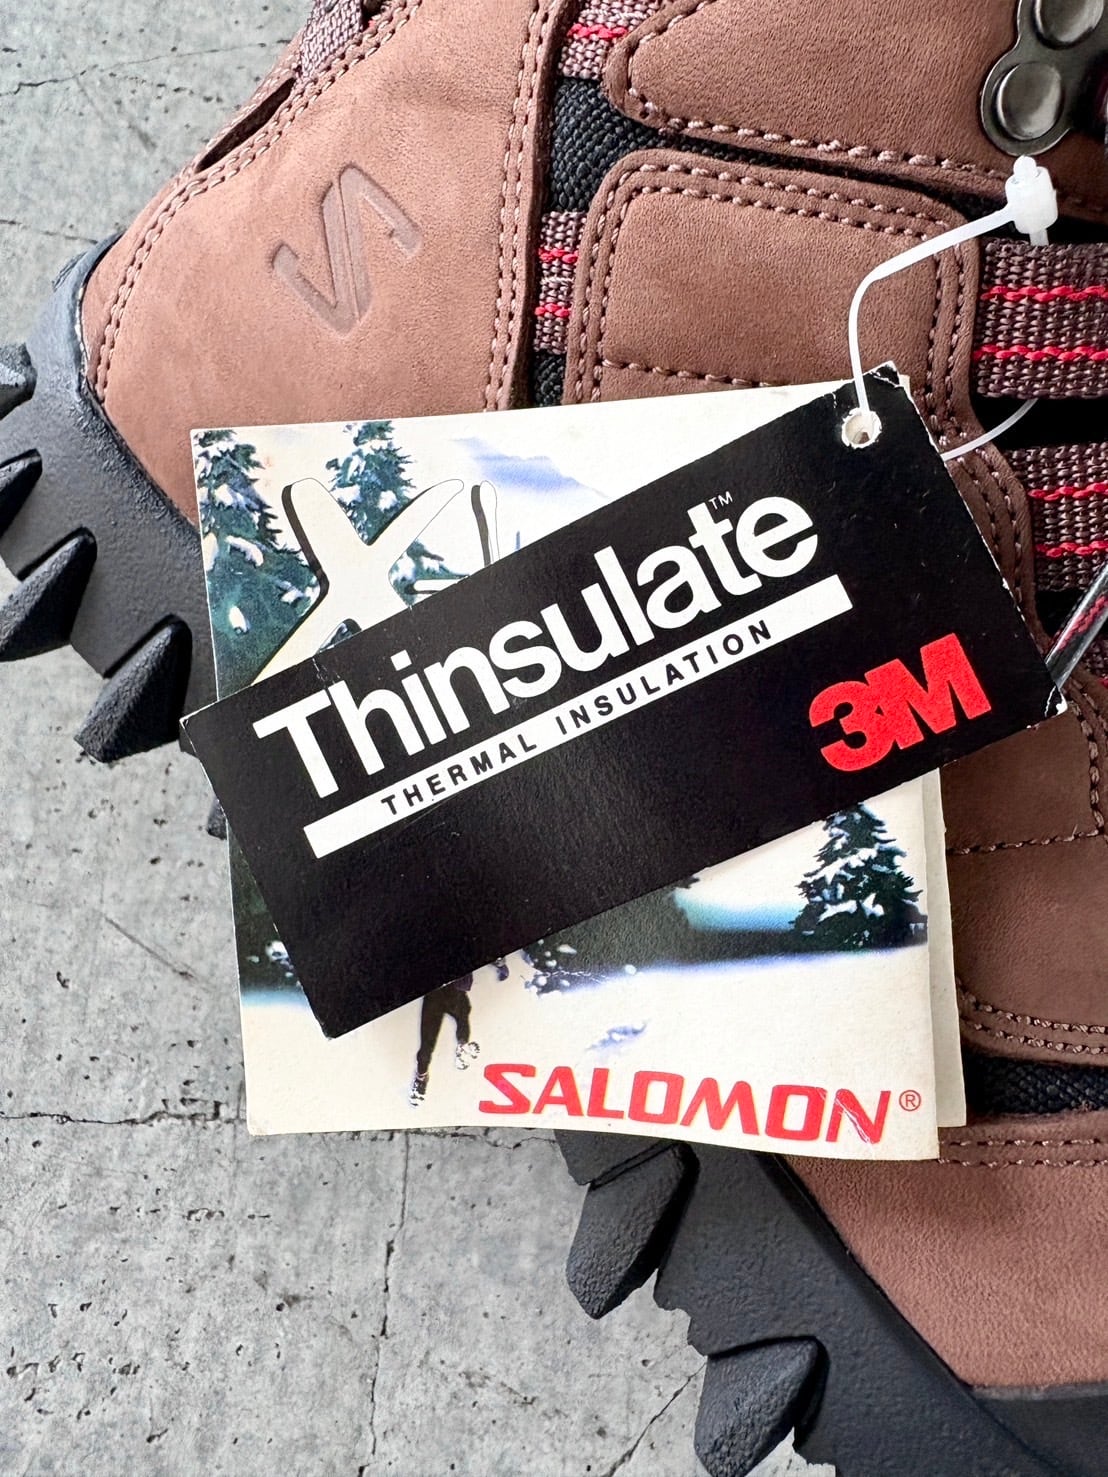 Thinsulate™
THERMAL INSULATION
3M
SALOMON®